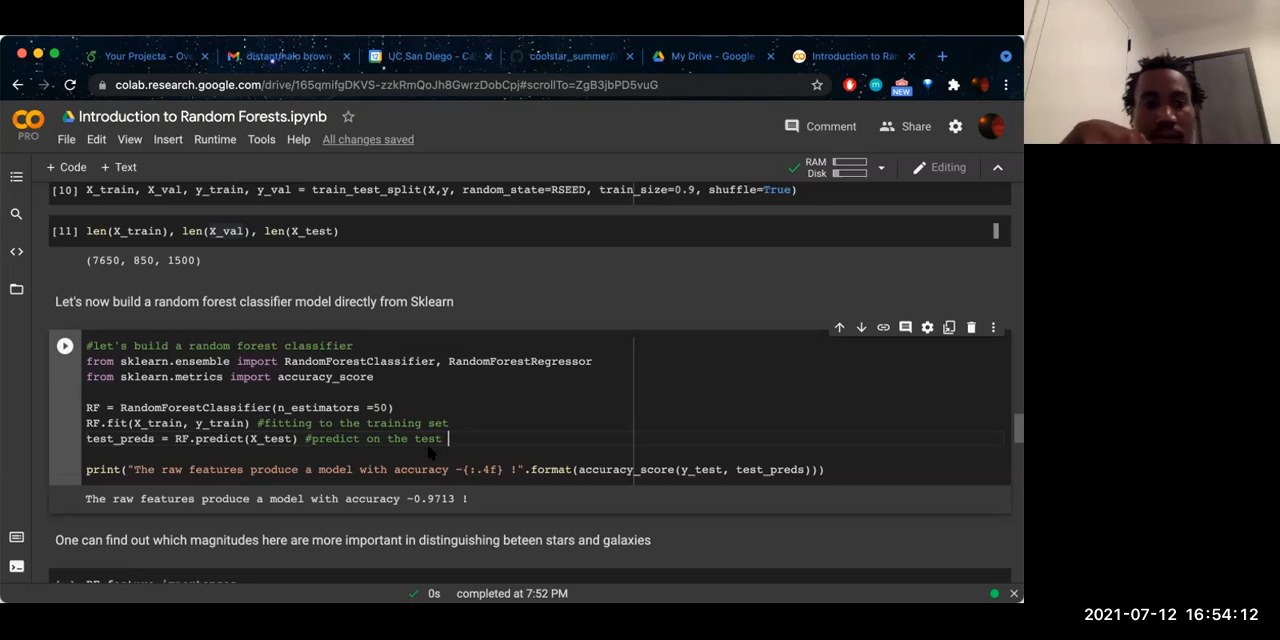 Your Projects - Ove
distanthalo brown
UC San Diego - Ca
coolstar_summer/
My Drive - Google
Introduction to Ran
colab.research.google.com/drive/165qmifgDKVS-zzkRmQoJh8GwrzDobCpj#scrollTo=ZgB3jbPD5vuG
NEW
CO
PRO
Introduction to Random Forests.ipynb
File Edit View Insert Runtime Tools Help All changes saved
Comment Share
+ Code + Text
RAM
Disk
Editing
[10] X_train, X_val, y_train, y_val = train_test_split(X,y, random_state=RSEED, train_size=0.9, shuffle=True)
[11] len(X_train), len(X_val), len(X_test)
(7650, 850, 1500)
Let's now build a random forest classifier model directly from Sklearn
#let's build a random forest classifier
from sklearn.ensemble import RandomForestClassifier, RandomForestRegressor
from sklearn.metrics import accuracy_score
RF = RandomForestClassifier(n_estimators =50)
RF.fit(X_train, y_train) #fitting to the training set
test_preds = RF.predict(X_test) #predict on the test
print("The raw features produce a model with accuracy ~{:.4f} !".format(accuracy_score(y_test, test_preds)))
The raw features produce a model with accuracy ~0.9713 !
One can find out which magnitudes here are more important in distinguishing beteen stars and galaxies
0s completed at 7:52 PM
2021-07-12 16:54:12